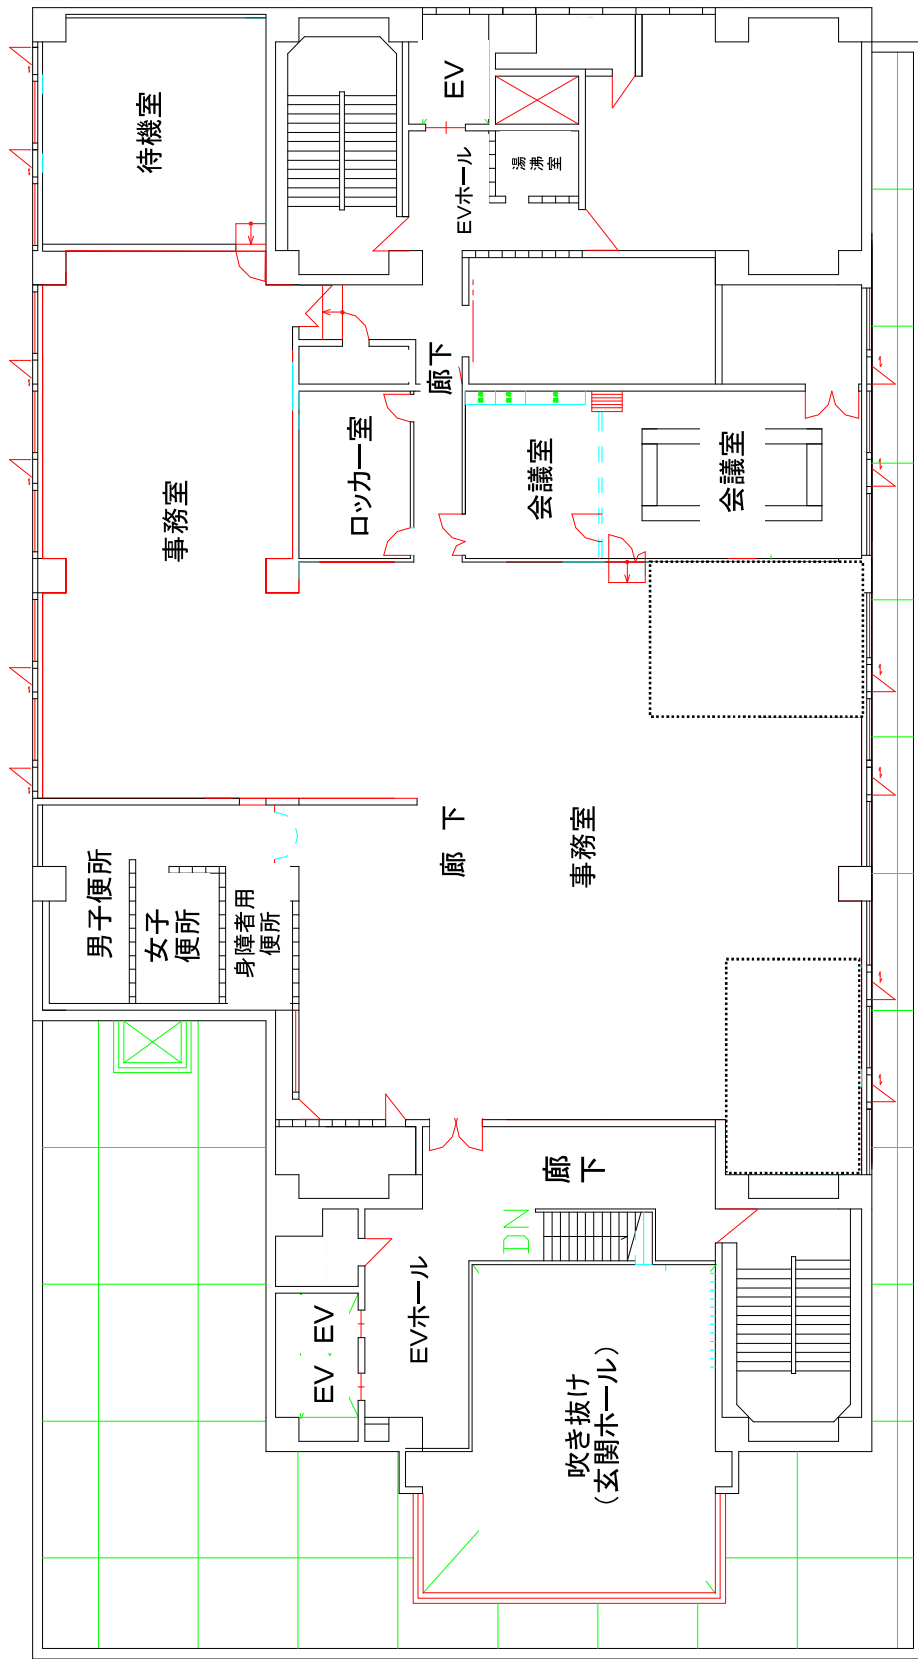 待機室
EV
EVホール
湯沸
室
廊下
事務室
ロッカー室
会議室
会議室
廊 下
事務室
男子便所
女子
便所
身障者用
便所
廊
下
DN
EVホール
EV
EV
吹き抜け
(玄関ホール)